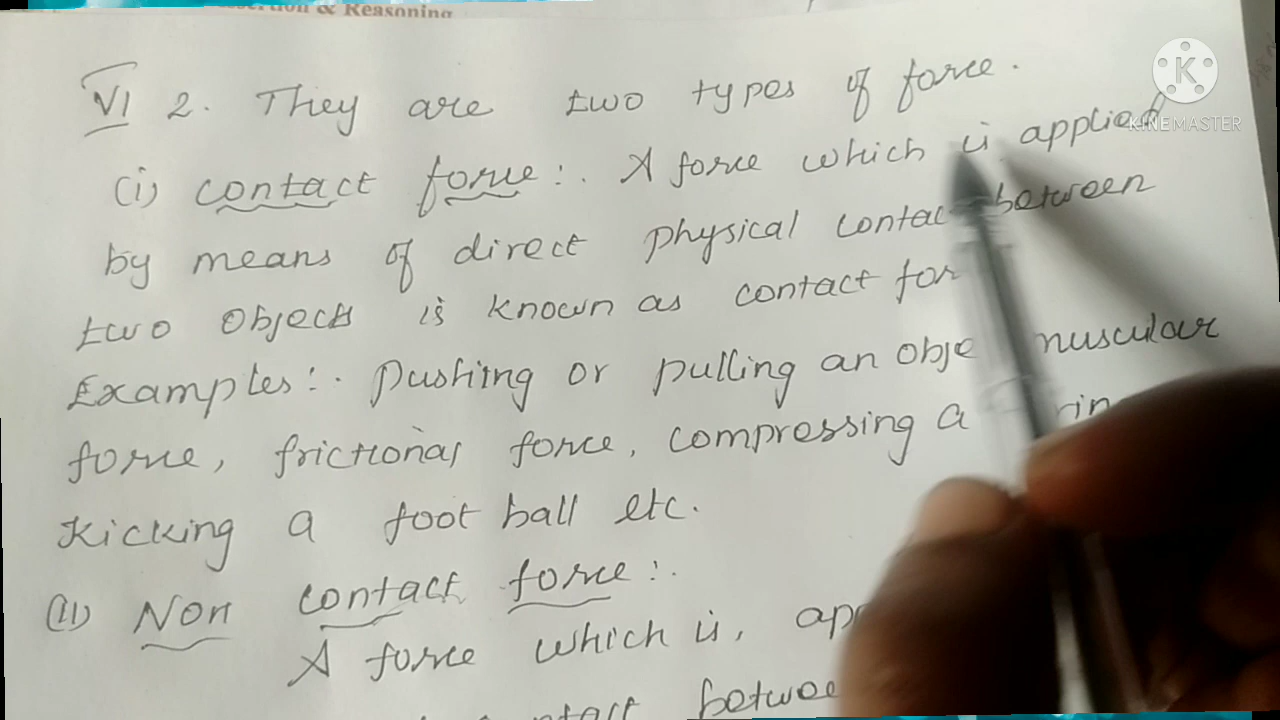 & Reasoning
KINEMASTER
VI 2. They are two types of force.
(i) contact force:. A force which is applied
by means of direct physical contact between
two objects is known as contact for
Examples:. Pushing or pulling an obje muscular
force, frictional force, compressing a
Kicking a foot ball etc.
(ii) Non contact force:.
A force which is,
between